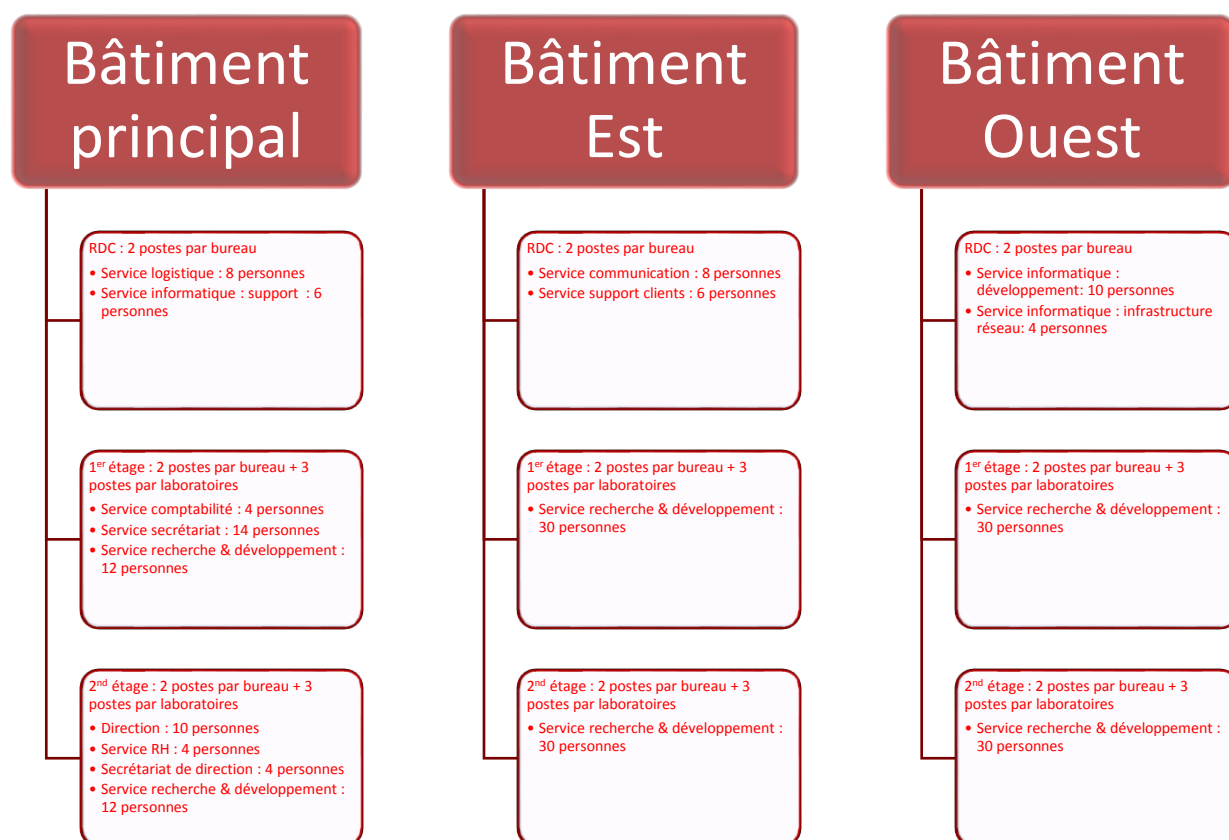 Bâtiment
principal
RDC : 2 postes par bureau
• Service logistique : 8 personnes
• Service informatique : support  : 6
personnes
1er étage : 2 postes par bureau + 3
postes par laboratoires
• Service comptabilité : 4 personnes
• Service secrétariat : 14 personnes
• Service recherche & développement :
12 personnes
2nd étage : 2 postes par bureau + 3
postes par laboratoires
• Direction : 10 personnes
• Service RH : 4 personnes
• Secrétariat de direction : 4 personnes
• Service recherche & développement :
12 personnes
Bâtiment
Est
RDC : 2 postes par bureau
• Service communication : 8 personnes
• Service support clients : 6 personnes
1er étage : 2 postes par bureau + 3
postes par laboratoires
• Service recherche & développement :
30 personnes
2nd étage : 2 postes par bureau + 3
postes par laboratoires
• Service recherche & développement :
30 personnes
Bâtiment
Ouest
RDC : 2 postes par bureau
• Service informatique :
développement: 10 personnes
• Service informatique : infrastructure
réseau: 4 personnes
1er étage : 2 postes par bureau + 3
postes par laboratoires
• Service recherche & développement :
30 personnes
2nd étage : 2 postes par bureau + 3
postes par laboratoires
• Service recherche & développement :
30 personnes